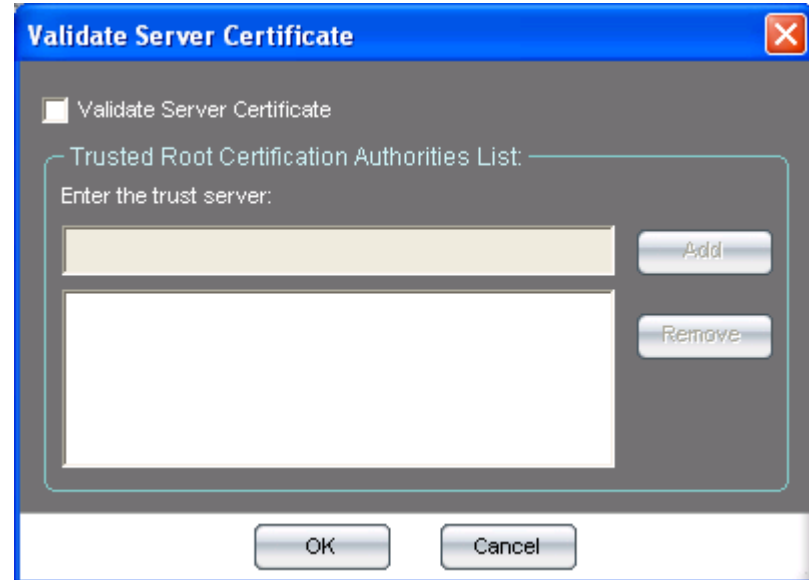 Validate Server Certificate
Validate Server Certificate
Trusted Root Certification Authorities List:
Enter the trust server:
Add
Remove
OK Cancel